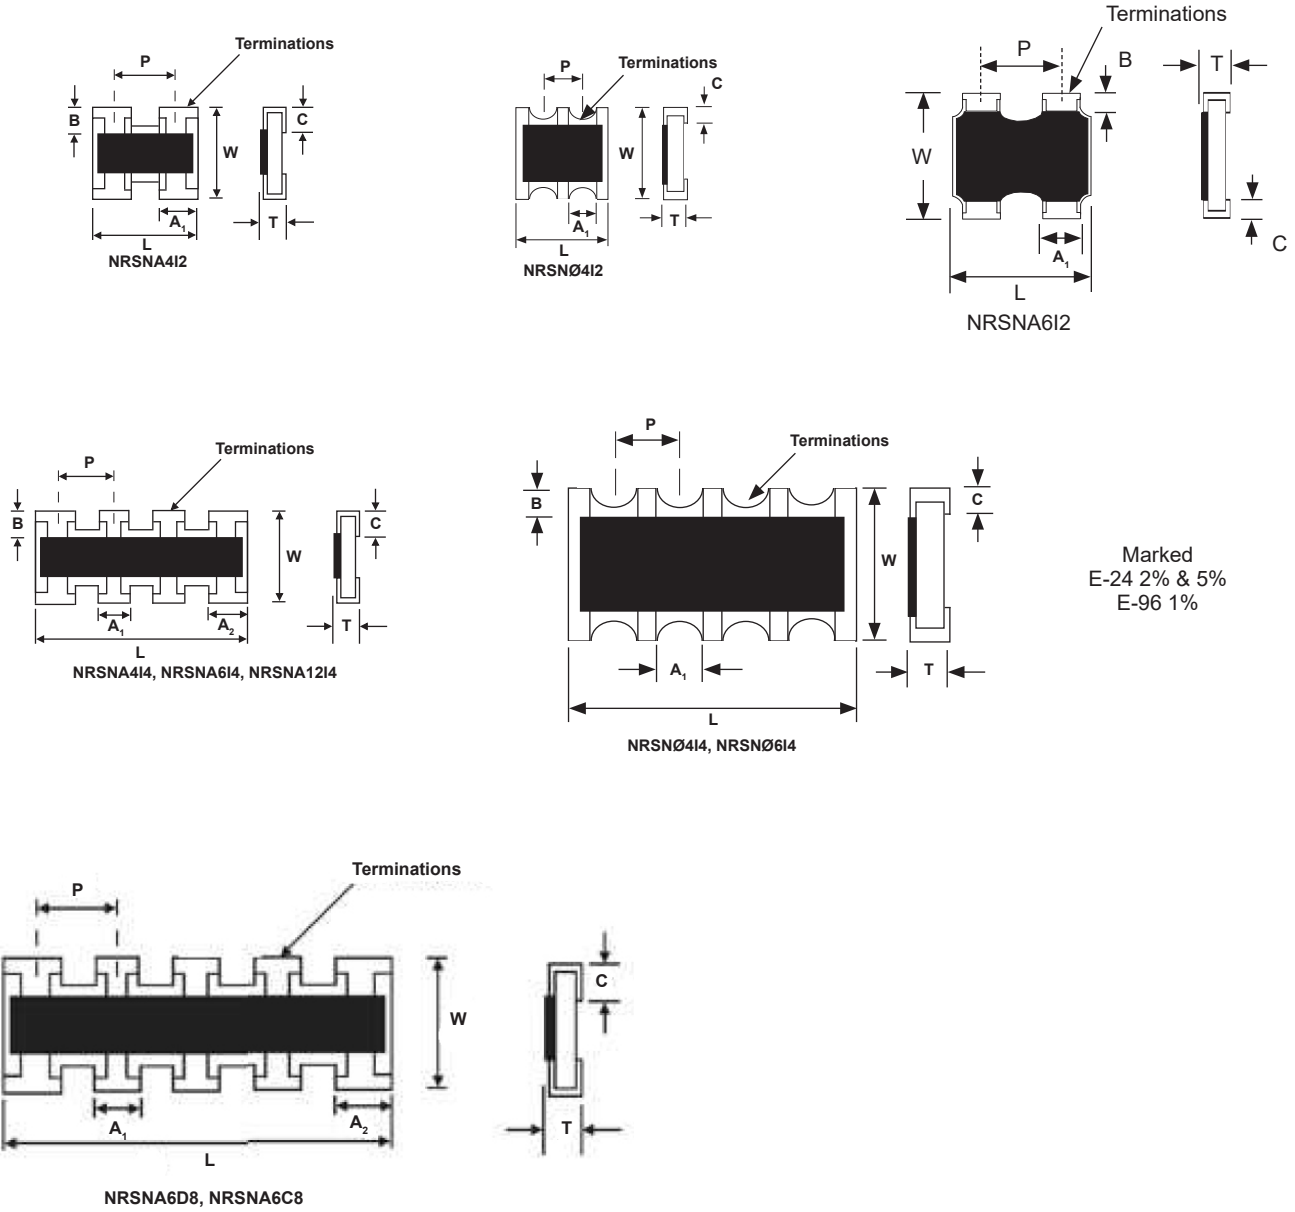 Terminations
P
B
C
W
A1
T
L
NRSNA4I2
Terminations
P
C
W
A1
T
L
NRSNØ4I2
Terminations
P
B
T
W
C
A1
L
NRSNA6I2
Terminations
P
B
C
W
A1
A2
T
L
NRSNA4I4, NRSNA6I4, NRSNA12I4
P
Terminations
B
C
W
A1
T
L
NRSNØ4I4, NRSNØ6I4
Marked
E-24 2% & 5%
E-96 1%
Terminations
P
C
W
A1
A2
T
L
NRSNA6D8, NRSNA6C8